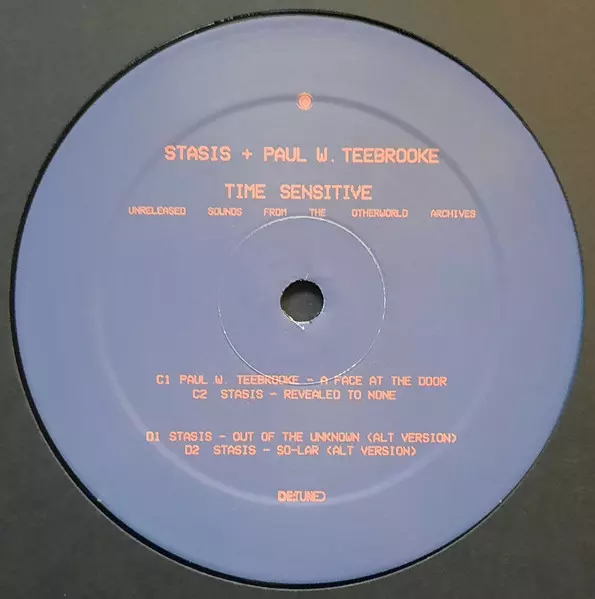 STASIS + PAUL W. TEEBROOKE
TIME SENSITIVE
UNRELEASED SOUNDS FROM THE OTHERWORLD ARCHIVES
C1 PAUL W. TEEBROOKE - A FACE AT THE DOOR
C2 STASIS - REVEALED TO NONE
D1 STASIS - OUT OF THE UNKNOWN (ALT VERSION)
D2 STASIS - SO-LAR (ALT VERSION)
DE:TUNED